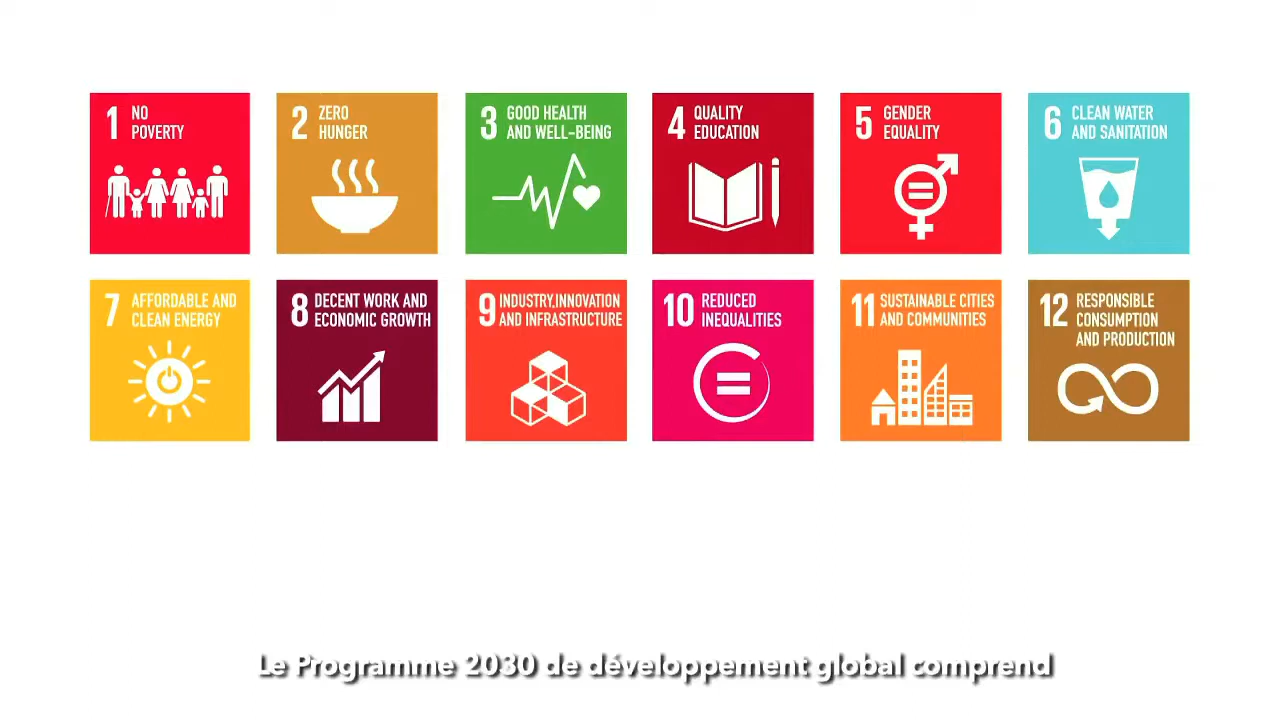 1 NO
POVERTY
2 ZERO
HUNGER
3 GOOD HEALTH
AND WELL-BEING
4 QUALITY
EDUCATION
5 GENDER
EQUALITY
6 CLEAN WATER
AND SANITATION
7 AFFORDABLE AND
CLEAN ENERGY
8 DECENT WORK AND
ECONOMIC GROWTH
9 INDUSTRY,INNOVATION
AND INFRASTRUCTURE
10 REDUCED
INEQUALITIES
11 SUSTAINABLE CITIES
AND COMMUNITIES
12 RESPONSIBLE
CONSUMPTION
AND PRODUCTION
Le Programme 2030 de développement global comprend